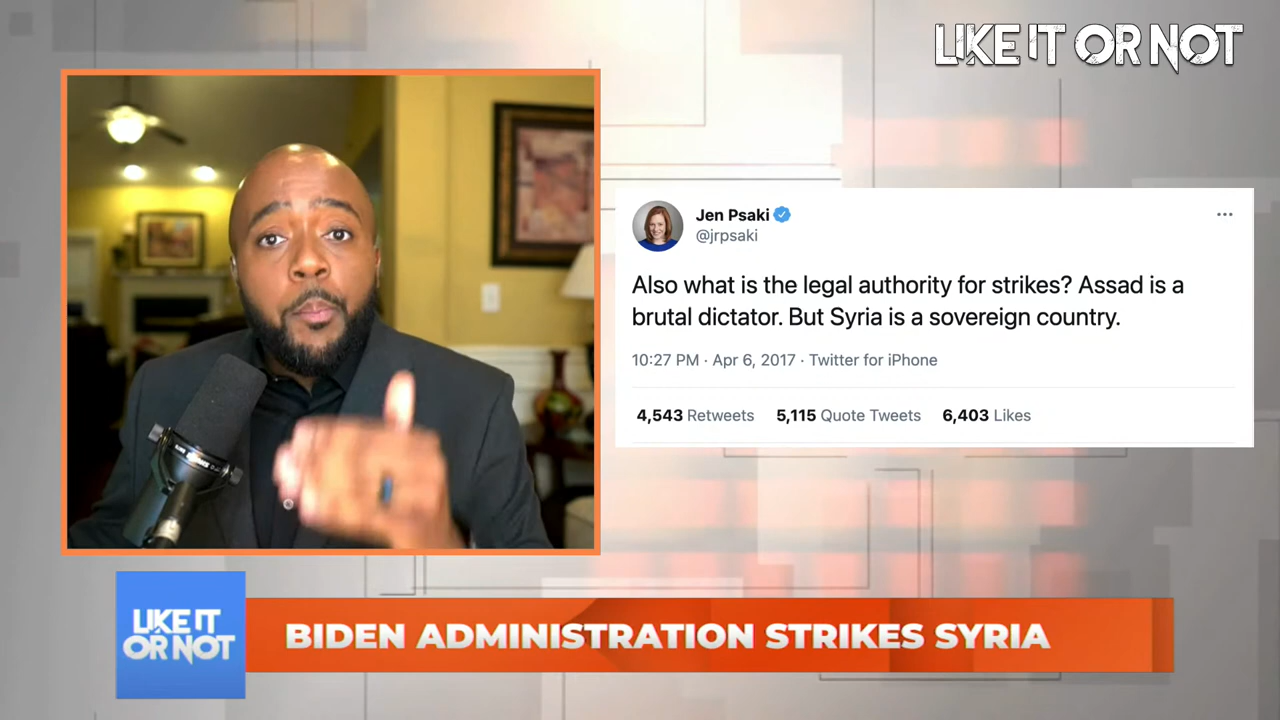 LIKE IT OR NOT
Jen Psaki
@jrpsaki
Also what is the legal authority for strikes? Assad is a
brutal dictator. But Syria is a sovereign country.
10:27 PM · Apr 6, 2017 · Twitter for iPhone
4,543 Retweets 5,115 Quote Tweets 6,403 Likes
LIKE IT
OR NOT
BIDEN ADMINISTRATION STRIKES SYRIA